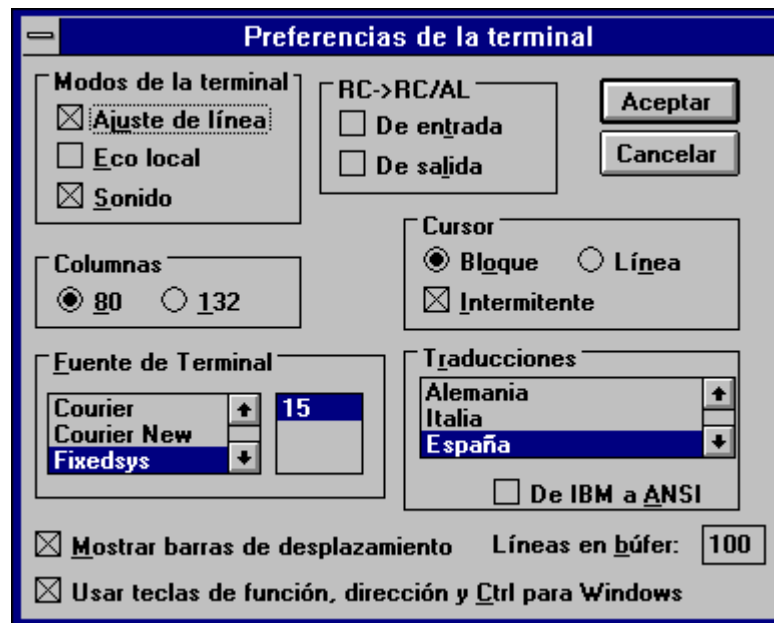 Preferencias de la terminal
Modos de la terminal
Ajuste de línea
Eco local
Sonido
RC->RC/AL
De entrada
De salida
Aceptar
Cancelar
Columnas
80 132
Cursor
Bloque Línea
Intermitente
Fuente de Terminal
Courier
Courier New
Fixedsys
15
Traducciones
Alemania
Italia
España
De IBM a ANSI
Mostrar barras de desplazamiento
Líneas en búfer: 100
Usar teclas de función, dirección y Ctrl para Windows